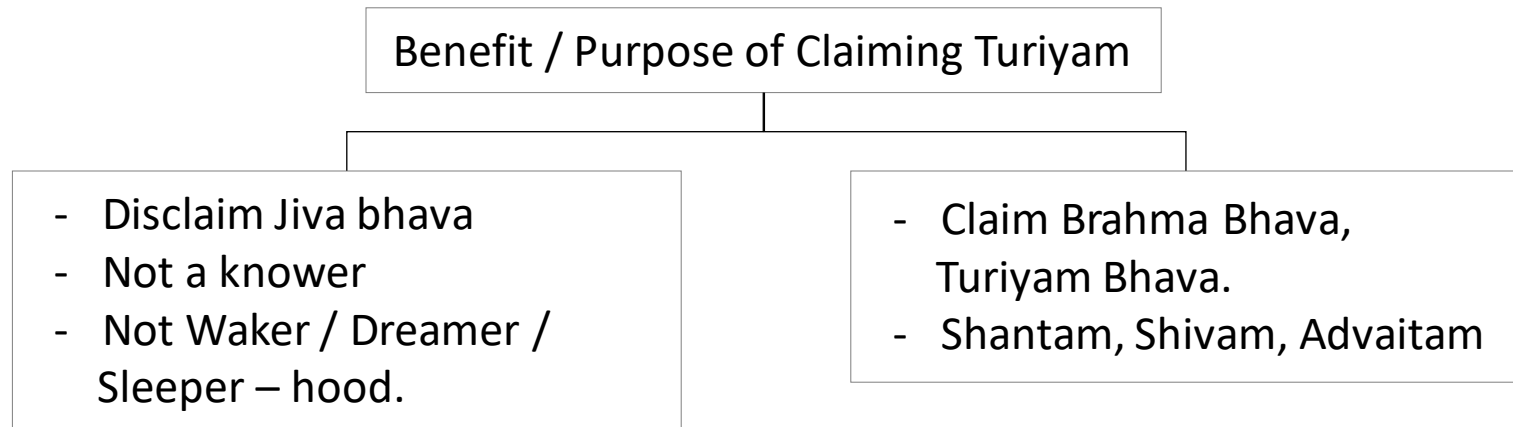 Benefit / Purpose of Claiming Turiyam
- Disclaim Jiva bhava
- Not a knower
- Not Waker / Dreamer /
Sleeper – hood.
- Claim Brahma Bhava,
Turiyam Bhava.
- Shantam, Shivam, Advaitam